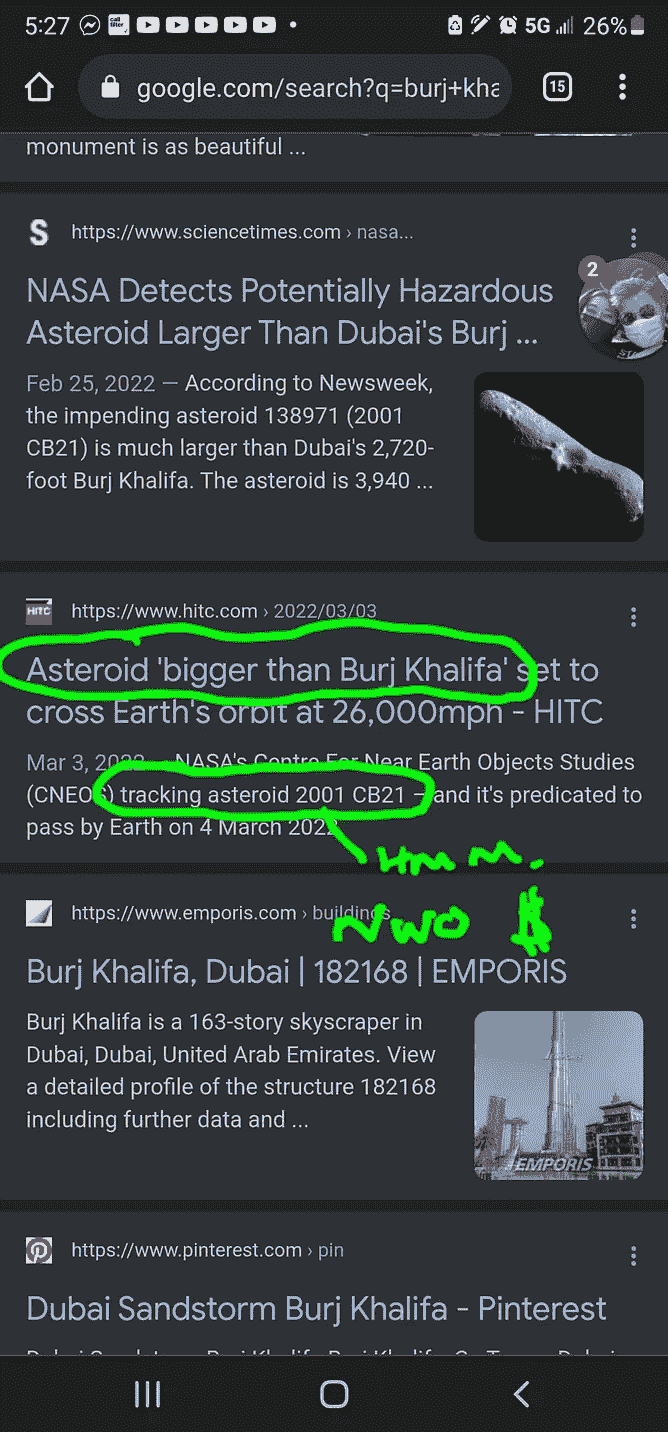 5:27 call filter 5G 26%
google.com/search?q=burj+kha 15
monument is as beautiful ...
S https://www.sciencetimes.com › nasa...
2
NASA Detects Potentially Hazardous
Asteroid Larger Than Dubai's Burj ...
Feb 25, 2022 — According to Newsweek,
the impending asteroid 138971 (2001
CB21) is much larger than Dubai's 2,720-
foot Burj Khalifa. The asteroid is 3,940 ...
HITC https://www.hitc.com › 2022/03/03
Asteroid 'bigger than Burj Khalifa' set to
cross Earth's orbit at 26,000mph - HITC
Mar 3, 2022 — NASA's Centre For Near Earth Objects Studies
(CNEOS) tracking asteroid 2001 CB21 – and it's predicated to
pass by Earth on 4 March 2022
HMM.
NWO $
https://www.emporis.com › buildings
Burj Khalifa, Dubai | 182168 | EMPORIS
Burj Khalifa is a 163-story skyscraper in
Dubai, Dubai, United Arab Emirates. View
a detailed profile of the structure 182168
including further data and ...
EMPORIS
https://www.pinterest.com › pin
Dubai Sandstorm Burj Khalifa - Pinterest